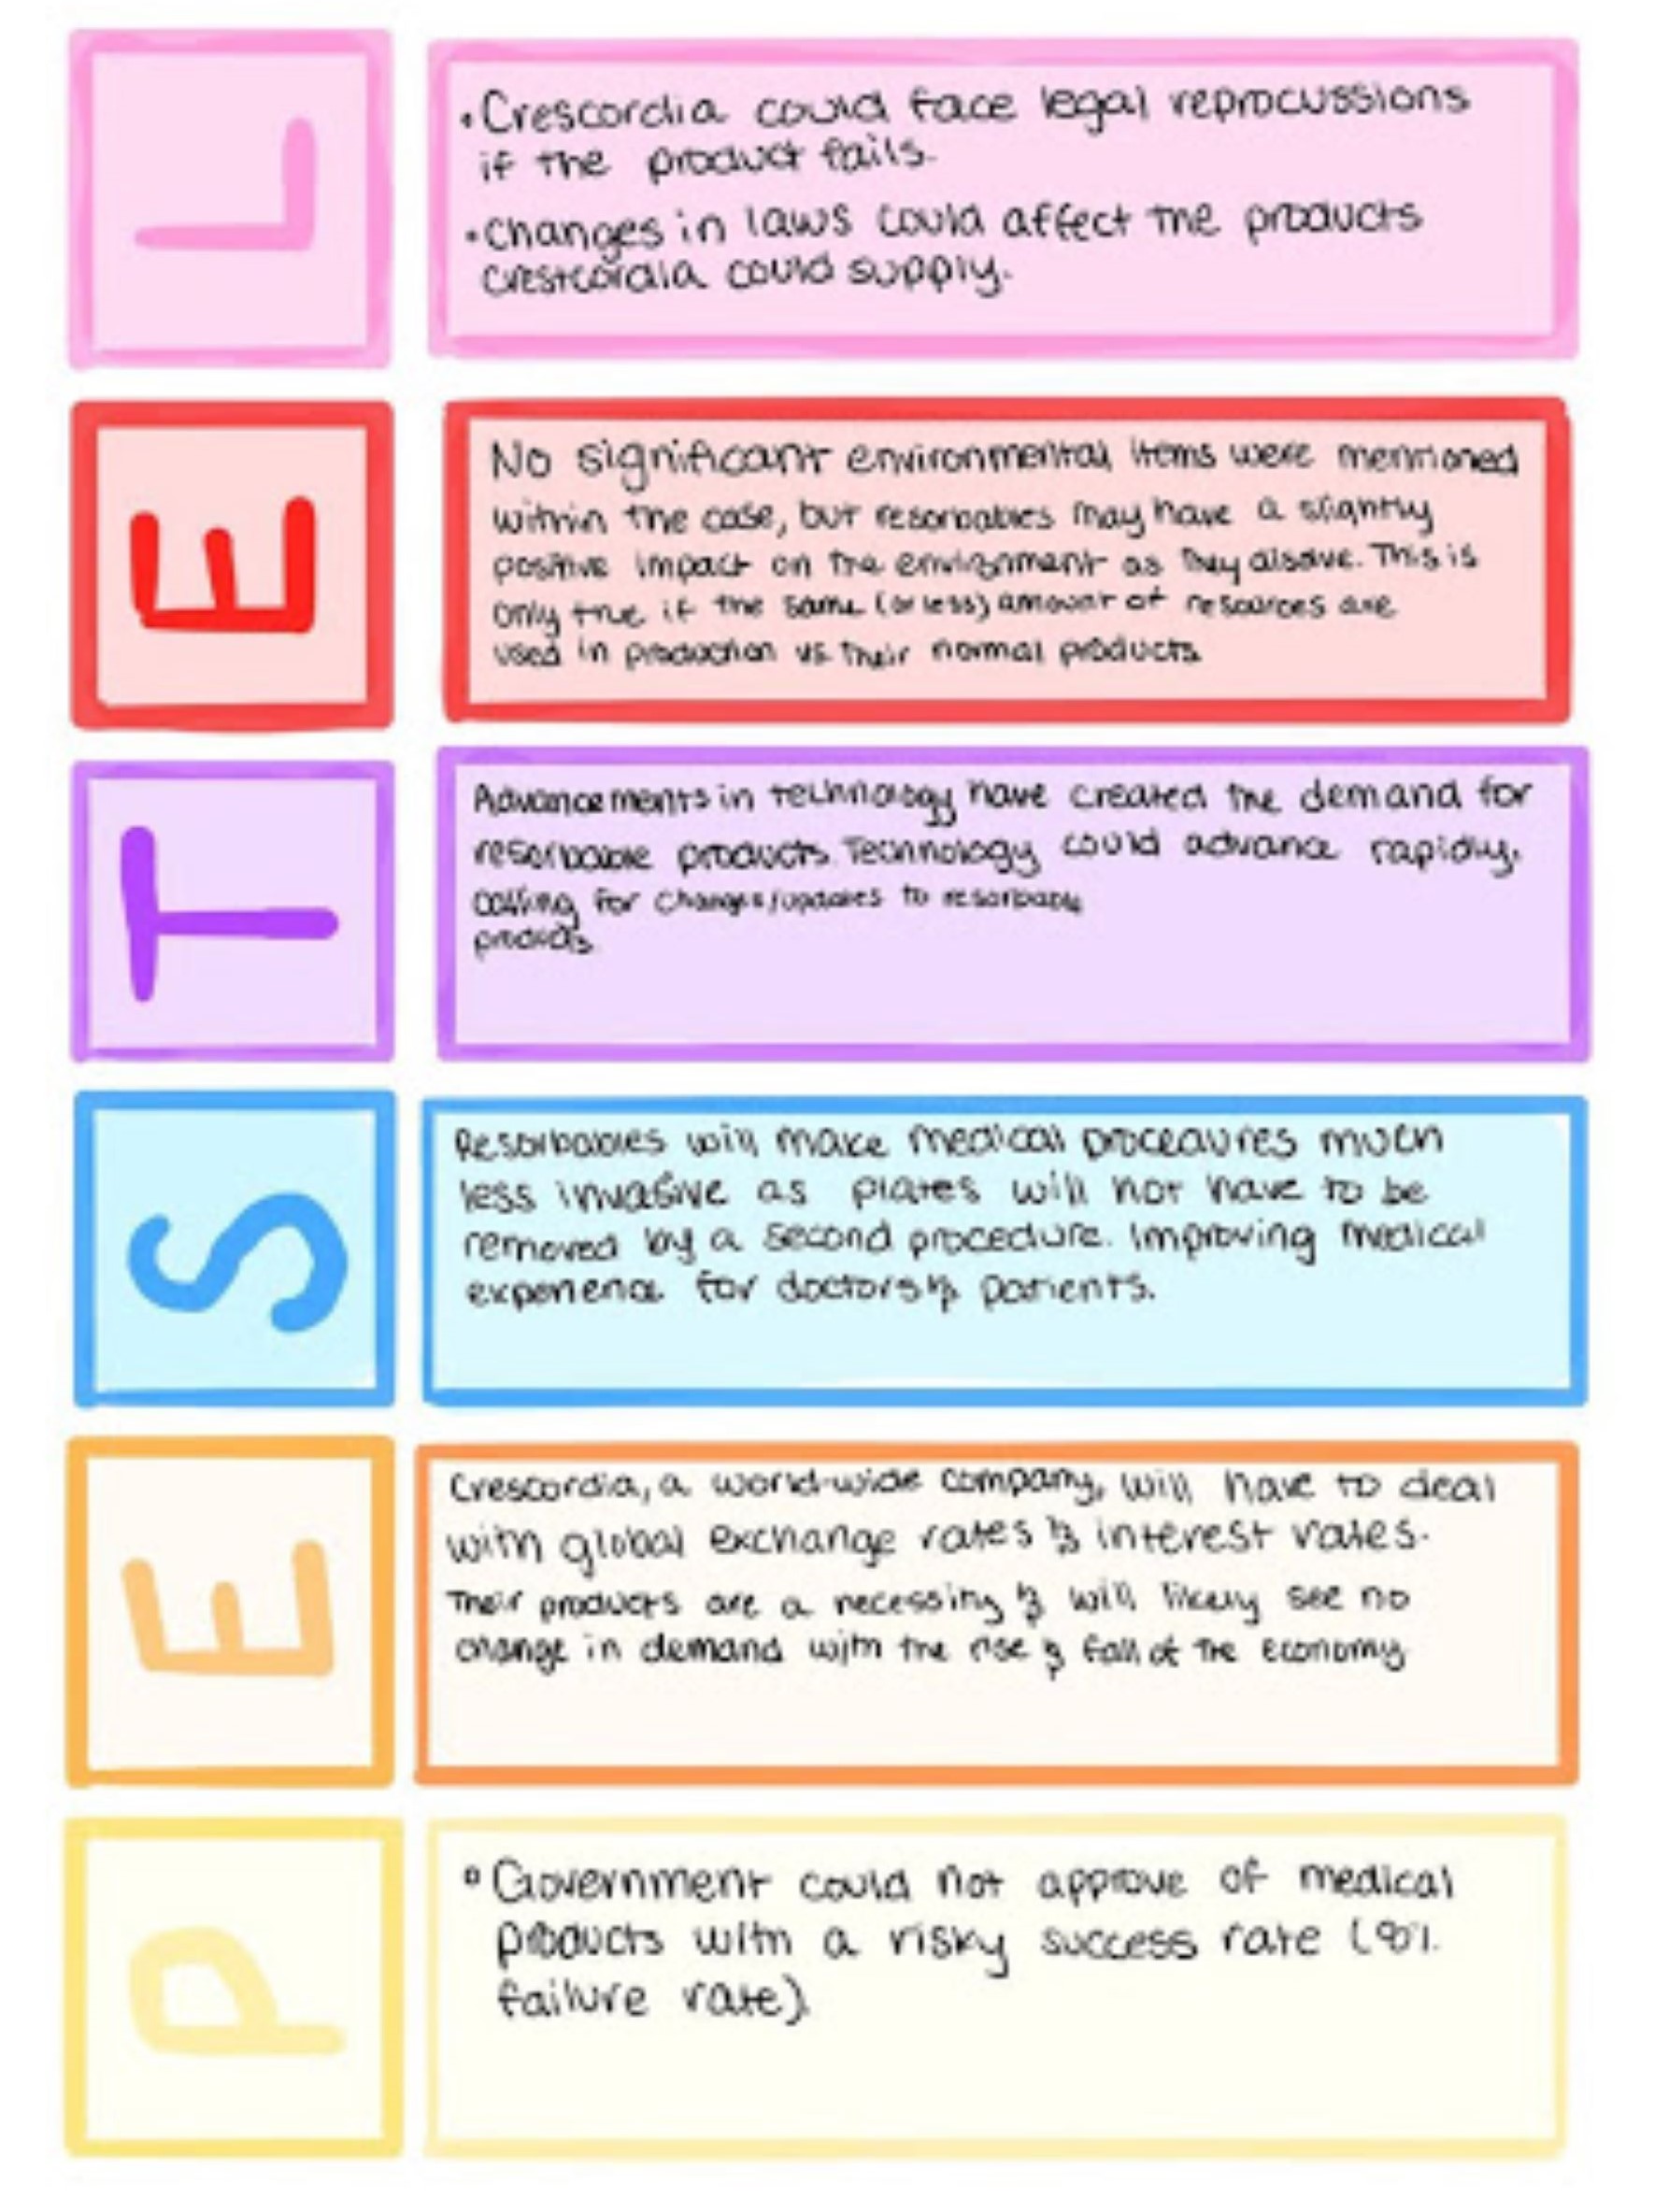 L
• Crescordia could face legal reprocussions
if the product fails.
• Changes in laws could affect the products
Crestcordia could supply.
E
No significant environmental items were mentioned
within the case, but resorbables may have a slightly
positive impact on the environment as they disolve. This is
only true if the same (or less) amount of resources are
used in production vs. their normal products.
T
Advancements in technology have created the demand for
resorbable products. Technology could advance rapidly,
calling for changes/updates to resorbable
products.
S
Resorbables will make medical procedures much
less invasive as plates will not have to be
removed by a second procedure. Improving medical
experience for doctors & patients.
E
Crescordia, a world-wide company, will have to deal
with global exchange rates & interest rates.
Their products are a necessing & will likely see no
change in demand with the rise & fall of the economy.
P
• Government could not approve of medical
products with a risky success rate
failure rate).